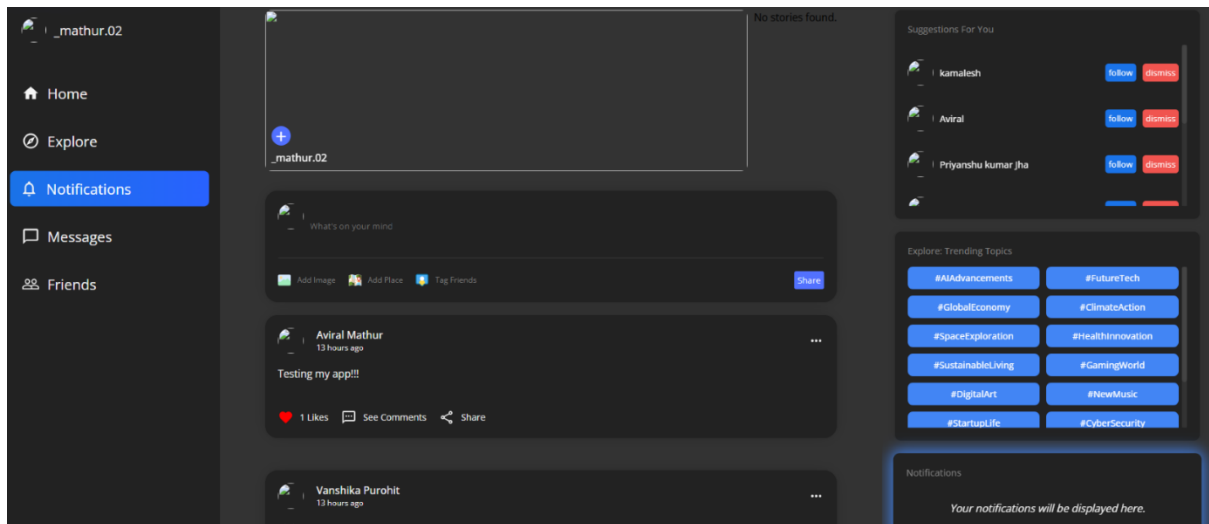 _mathur.02
Home
Explore
Notifications
Messages
Friends
No stories found.
_mathur.02
What's on your mind
Add Image Add Place Tag Friends Share
Aviral Mathur
13 hours ago
Testing my app!!!
1 Likes See Comments Share
Vanshika Purohit
13 hours ago
Suggestions For You
kamalesh follow dismiss
Aviral follow dismiss
Priyanshu kumar Jha follow dismiss
Explore: Trending Topics
#AIAdvancements #FutureTech
#GlobalEconomy #ClimateAction
#SpaceExploration #HealthInnovation
#SustainableLiving #GamingWorld
#DigitalArt #NewMusic
#StartupLife #CyberSecurity
Notifications
Your notifications will be displayed here.